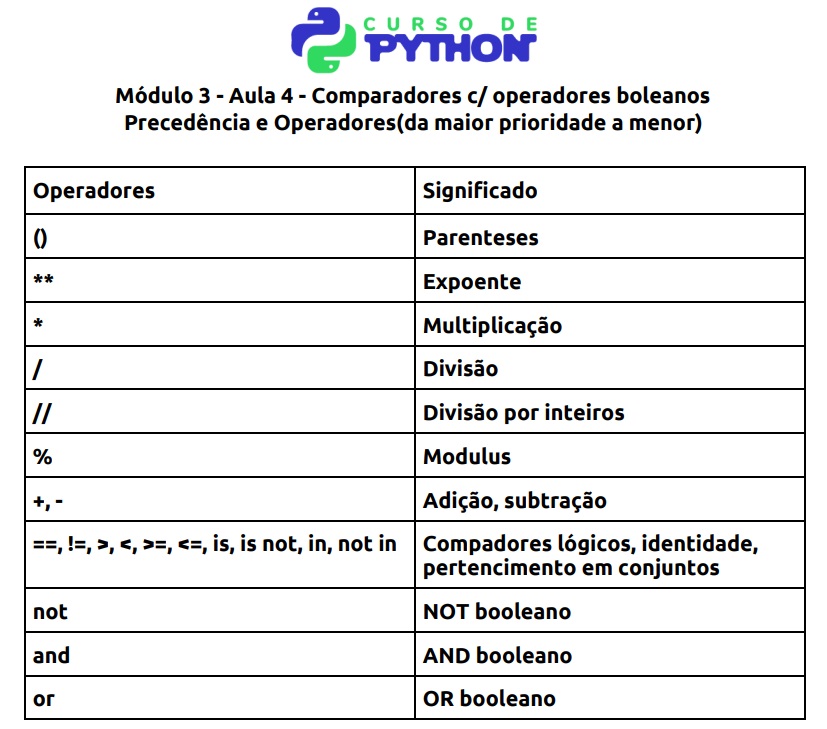 CURSO DE
PYTHON
Módulo 3 - Aula 4 - Comparadores c/ operadores boleanos
Precedência e Operadores(da maior prioridade a menor)
Operadores Significado
() Parenteses
** Expoente
* Multiplicação
/ Divisão
// Divisão por inteiros
% Modulus
+, - Adição, subtração
==, !=, >, <, >=, <=, is, is not, in, not in Compadores lógicos, identidade,
pertencimento em conjuntos
not NOT booleano
and AND booleano
or OR booleano